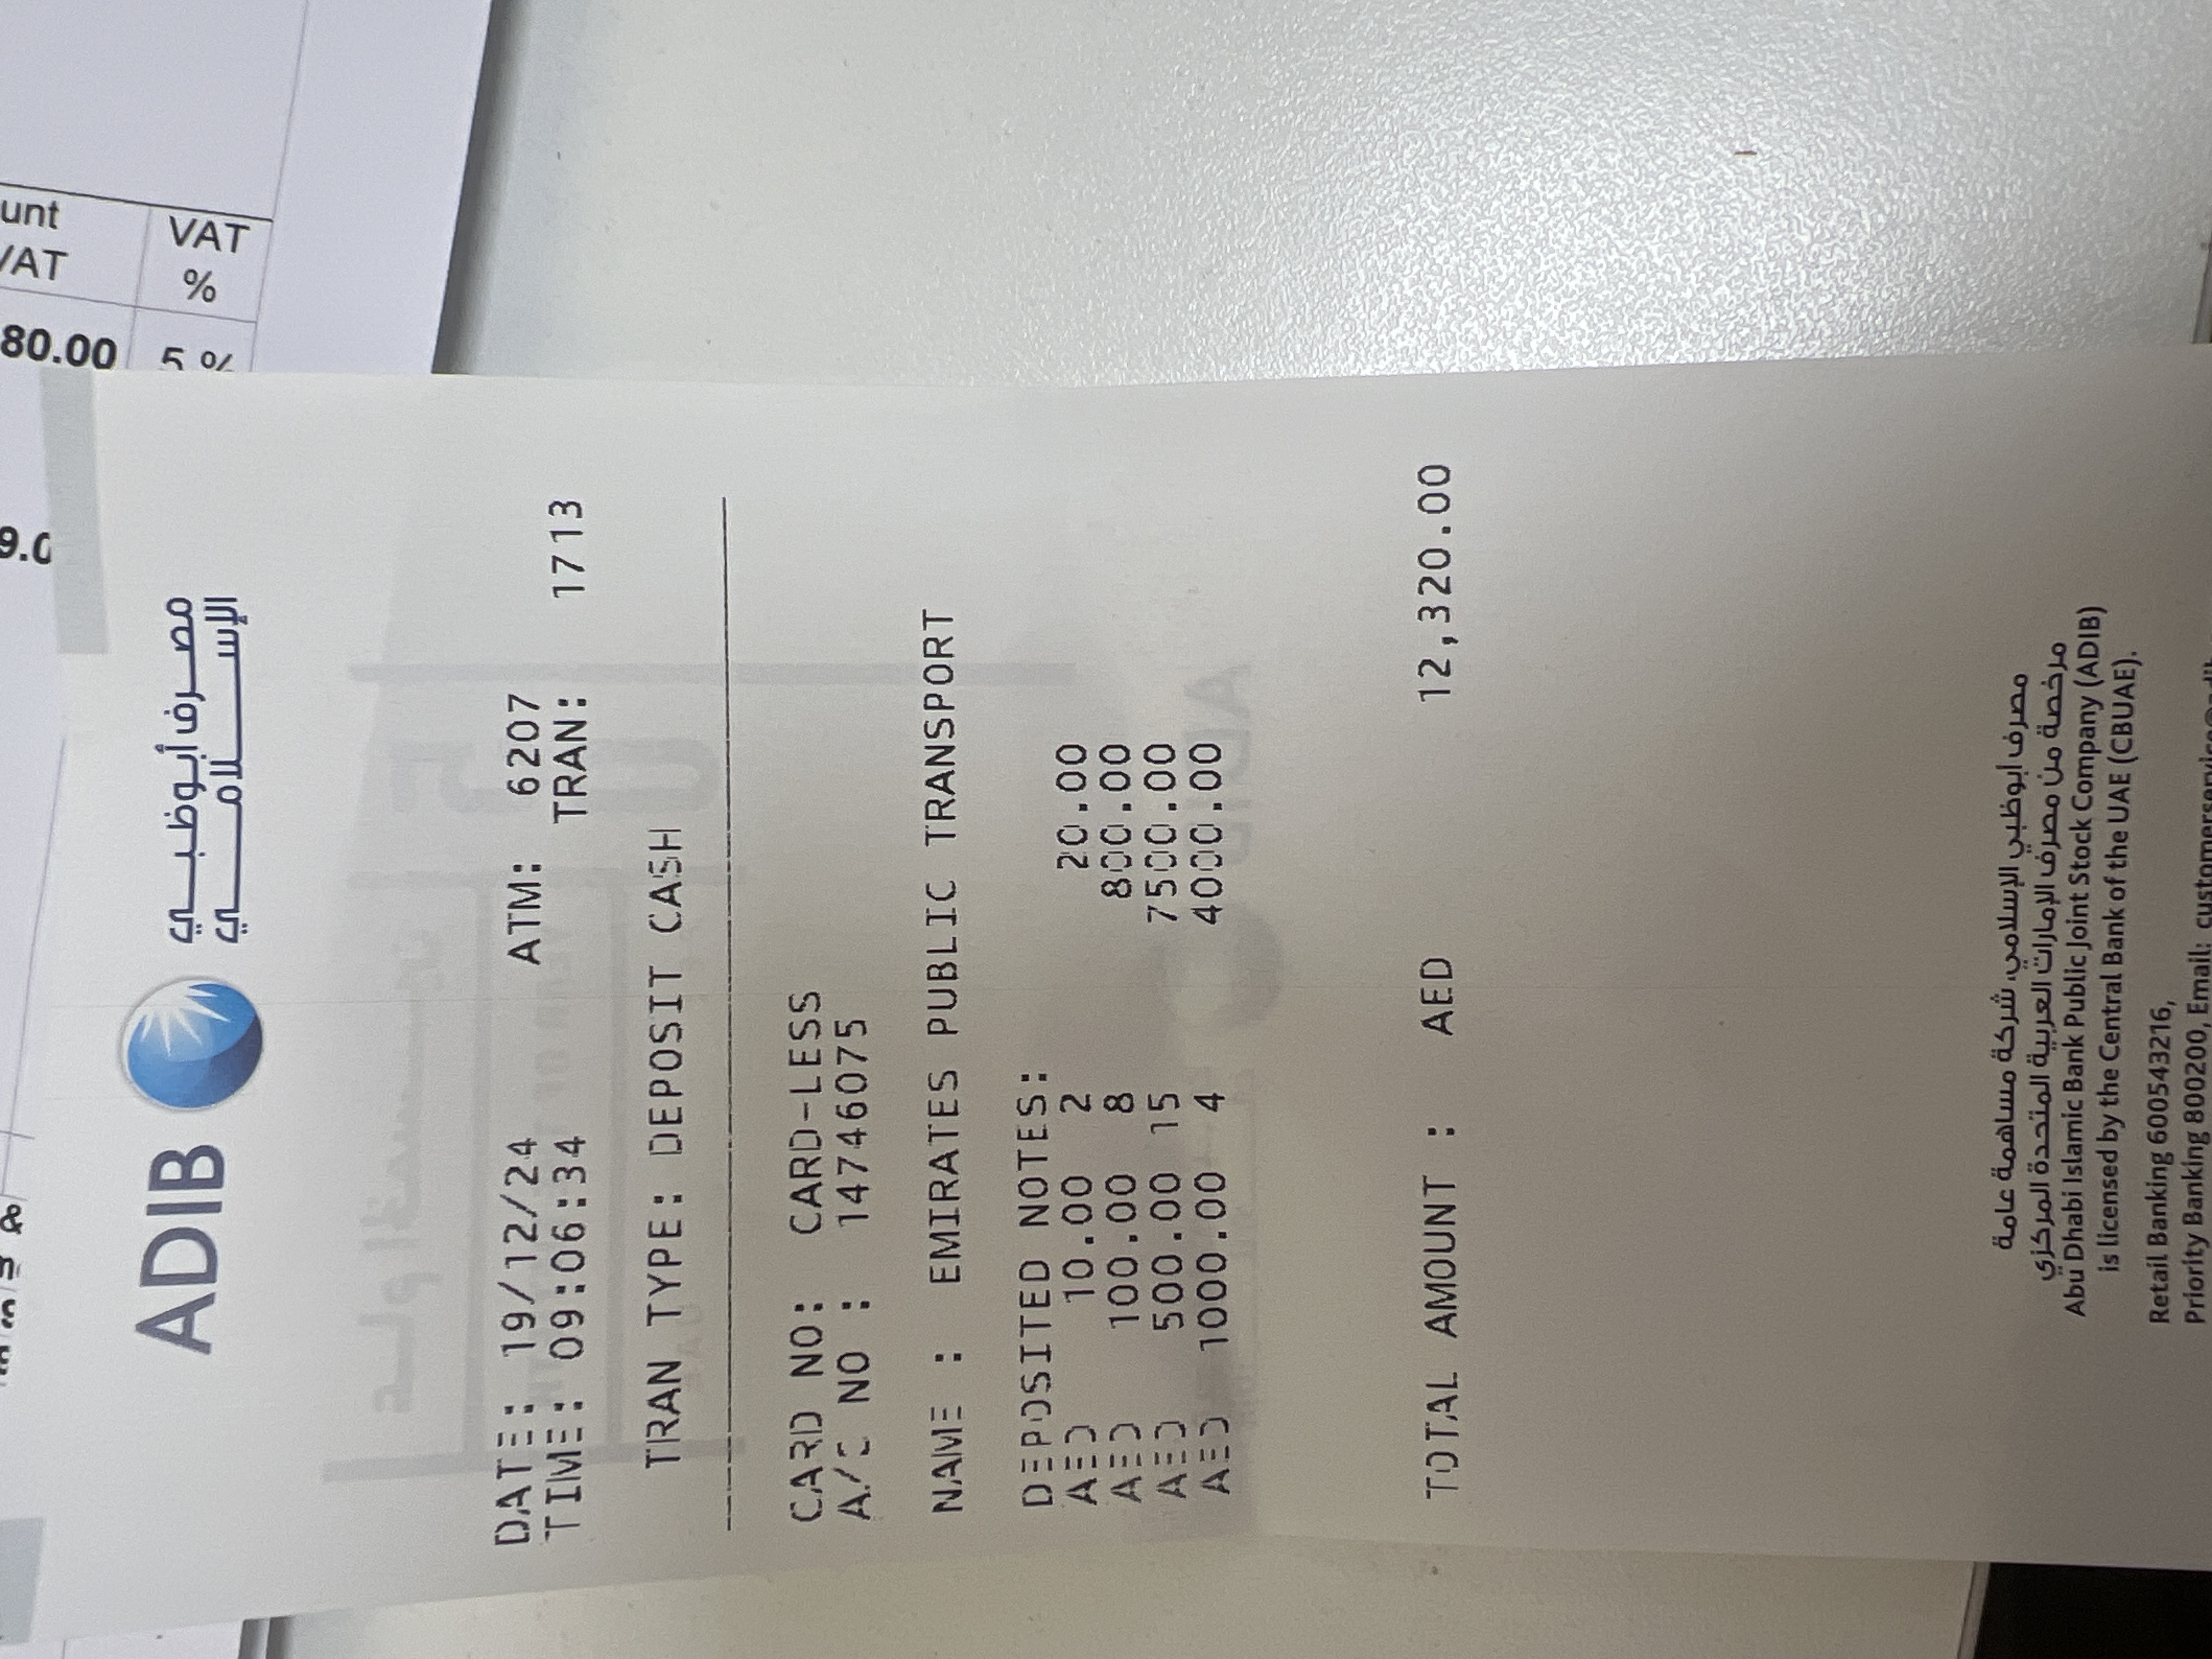 unt
VAT
VAT
%
80.00
5 %
9.0
ADIB
مصرف أبوظبي
الإسلامي
DATE: 19/12/24 ATM: 6207
TIME: 09:06:34 TRAN: 1713
TRAN TYPE: DEPOSIT CASH
CARD NO: CARD-LESS
A/C NO : 14746075
NAME : EMIRATES PUBLIC TRANSPORT
DEPOSITED NOTES:
AED 10.00 2 20.00
AED 100.00 8 800.00
AED 500.00 15 7500.00
AED 1000.00 4 4000.00
TOTAL AMOUNT : AED 12,320.00
مصرف أبوظبي الإسلامي، شركة مساهمة عامة
مرخصة من مصرف الإمارات العربية المتحدة المركزي
Abu Dhabi Islamic Bank Public Joint Stock Company (ADIB)
is licensed by the Central Bank of the UAE (CBUAE).
Retail Banking 600543216,
Priority Banking 800200, Email: